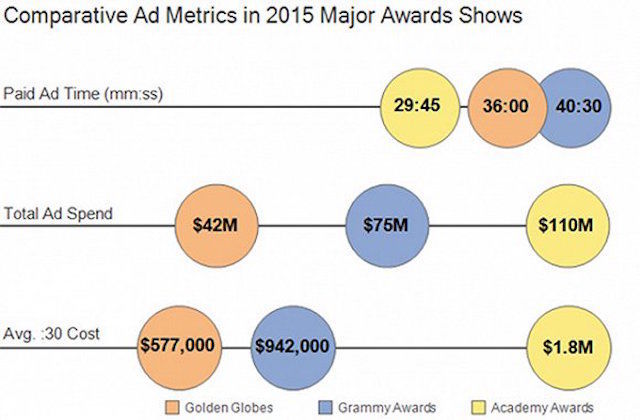 Comparative Ad Metrics in 2015 Major Awards Shows
Paid Ad Time (mm:ss)
29:45 36:00 40:30
Total Ad Spend
$42M $75M $110M
Avg. :30 Cost
$577,000 $942,000 $1.8M
Golden Globes Grammy Awards Academy Awards